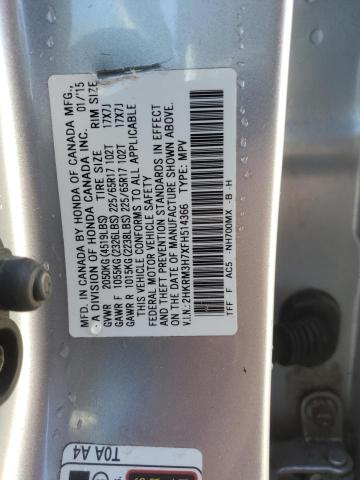 MFD. IN CANADA BY HONDA OF CANADA MFG.,
A DIVISION OF HONDA CANADA INC. 01/'15
TIRE SIZE RIM SIZE
GVWR 2050KG(4519LBS)
GAWR F 1055KG(2326LBS) 225/65R17 102T 17X7J
GAWR R 1015KG(2238LBS) 225/65R17 102T 17X7J
THIS VEHICLE CONFORMS TO ALL APPLICABLE
FEDERAL MOTOR VEHICLE SAFETY
AND THEFT PREVENTION STANDARDS IN EFFECT
ON THE DATE OF MANUFACTURE SHOWN ABOVE.
V.I.N.: 2HKRM3H7XFH514366 TYPE: MPV
TFF F AC5 -NH700MX -B -H
T0A A4